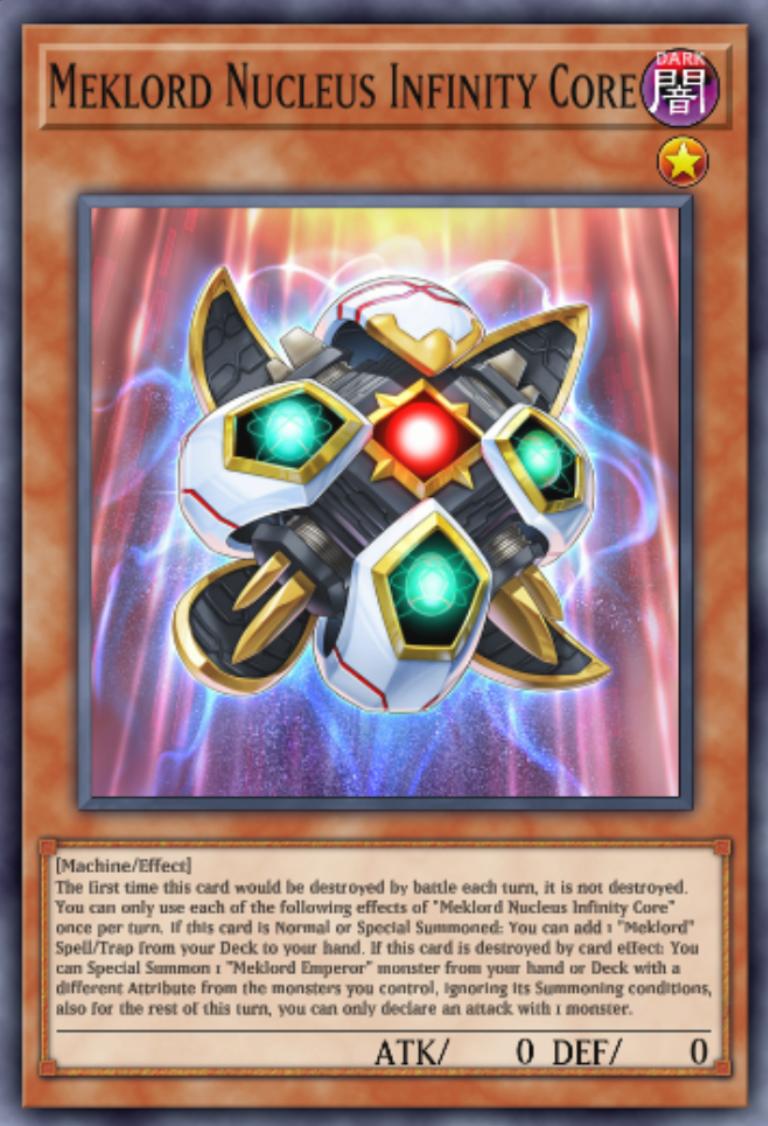 Meklord Nucleus Infinity Core
DARK
闇
[Machine/Effect]
The first time this card would be destroyed by battle each turn, it is not destroyed.
You can only use each of the following effects of "Meklord Nucleus Infinity Core"
once per turn. If this card is Normal or Special Summoned: You can add 1 "Meklord"
Spell/Trap from your Deck to your hand. If this card is destroyed by card effect: You
can Special Summon 1 "Meklord Emperor" monster from your hand or Deck with a
different Attribute from the monsters you control, ignoring its Summoning conditions,
also for the rest of this turn, you can only declare an attack with 1 monster.
ATK/ 0 DEF/ 0